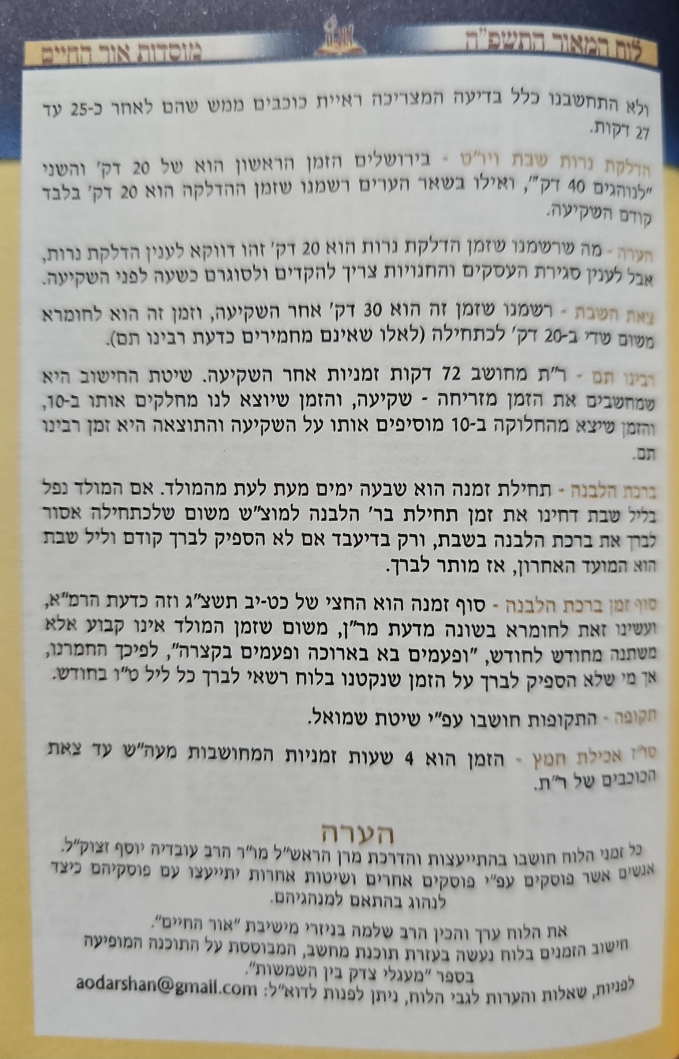 לוח המאור התשפ"ה
מוסדות אור החיים
ולא התחשבנו כלל בדיעה המצריכה ראיית כוכבים ממש שהם לאחר כ-25 עד
27 דקות.
הדלקת נרות שבת ויו"ט - בירושלים הזמן הראשון הוא של 20 דק' והשני
"לנוהגים 40 דק'", ואילו בשאר הערים רשמנו שזמן ההדלקה הוא 20 דק' בלבד
קודם השקיעה.
הערה - מה שרשמנו שזמן הדלקת נרות הוא 20 דק' זהו דווקא לענין הדלקת נרות,
אבל לענין סגירת העסקים והחנויות צריך להקדים ולסוגרם כשעה לפני השקיעה.
צאת השבת - רשמנו שזמן זה הוא 30 דק' אחר השקיעה, וזמן זה הוא לחומרא
משום שדי ב-20 דק' לכתחילה (לאלו שאינם מחמירים כדעת רבינו תם).
רבינו תם - ר"ת מחושב 72 דקות זמניות אחר השקיעה. שיטת החישוב היא
שמחשבים את הזמן מזריחה - שקיעה, והזמן שיוצא לנו מחלקים אותו ב-10,
והזמן שיצא מהחלוקה ב-10 מוסיפים אותו על השקיעה והתוצאה היא זמן רבינו
תם.
ברכת הלבנה - תחילת זמנה הוא שבעה ימים מעת לעת מהמולד. אם המולד נפל
בליל שבת דחינו את זמן תחילת בר' הלבנה למוצ"ש משום שלכתחילה אסור
לברך את ברכת הלבנה בשבת, ורק בדיעבד אם לא הספיק לברך קודם וליל שבת
הוא המועד האחרון, אז מותר לברך.
סוף זמן ברכת הלבנה - סוף זמנה הוא החצי של כט-יב תשצ"ג וזה כדעת הרמ"א,
ועשינו זאת לחומרא בשונה מדעת מר"ן, משום שזמן המולד אינו קבוע אלא
משתנה מחודש לחודש, "ופעמים בא בארוכה ופעמים בקצרה", לפיכך החמרנו,
אך מי שלא הספיק לברך על הזמן שנקטנו בלוח רשאי לברך כל ליל ט"ו בחודש.
תקופה - התקופות חושבו עפ"י שיטת שמואל.
סו"ז אכילת חמץ - הזמן הוא 4 שעות זמניות המחושבות מעה"ש עד צאת
הכוכבים של ר"ת.
הערה
כל זמני הלוח חושבו בהתייעצות והדרכת מרן הראש"ל מו"ר הרב עובדיה יוסף זצוק"ל.
אנשים אשר פוסקים עפ"י פוסקים אחרים ושיטות אחרות יתייעצו עם פוסקיהם כיצד
לנהוג בהתאם למנהגיהם.
את הלוח ערך והכין הרב שלמה בניזרי מישיבת "אור החיים".
חישוב הזמנים בלוח נעשה בעזרת תוכנת מחשב, המבוססת על התוכנה המופיעה
בספר "מעגלי צדק בין השמשות".
לפניות, שאלות והערות לגבי הלוח, ניתן לפנות לדוא"ל: aodarshan@gmail.com